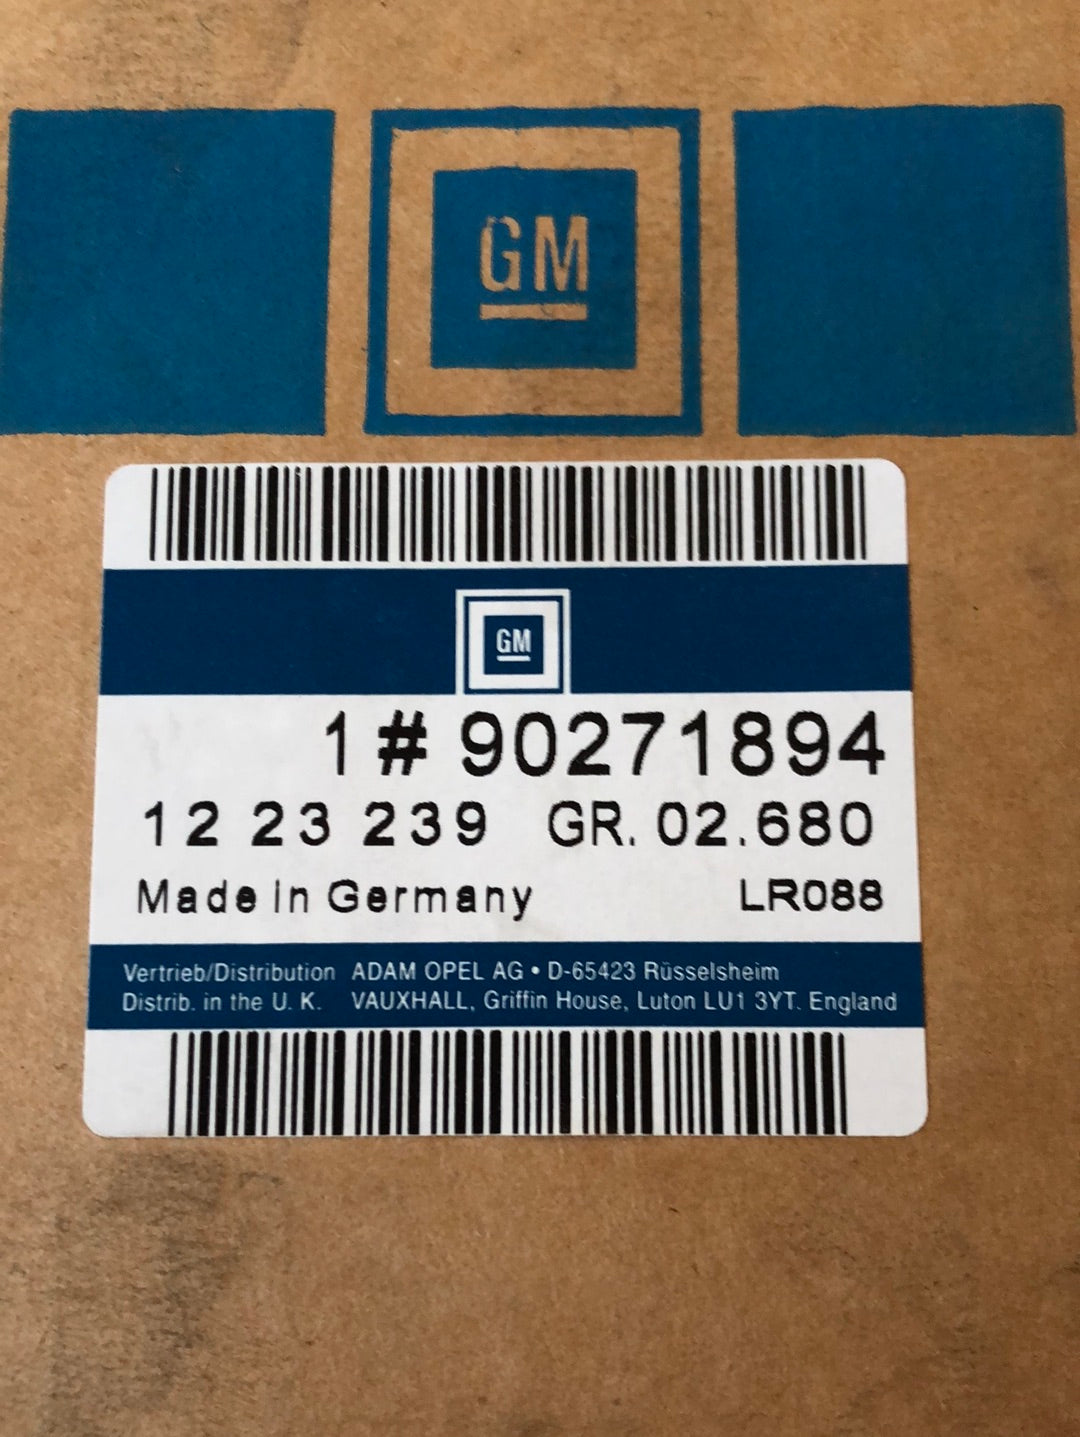 GM
GM
1 # 90271894
12 23 239 GR. 02.680
Made in Germany LR088
Vertrieb/Distribution ADAM OPEL AG • D-65423 Rüsselsheim
Distrib. in the U. K. VAUXHALL, Griffin House, Luton LU1 3YT. England